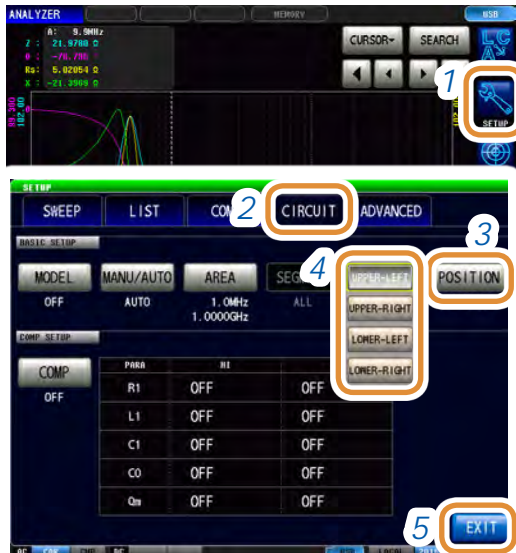 ANALYZER
MEMORY
USB
A: 9.9MHz
Z : 21.9780 Ω
θ : -76.786
Rs: 5.02054 Ω
X : -21.3969 Ω
CURSOR
SEARCH
LCR
1
SETUP
102.00
SETUP
SWEEP
LIST
2
CIRCUIT
ADVANCED
3
BASIC SETUP
4
MODEL
MANU/AUTO
AREA
UPPER-LEFT
POSITION
OFF
AUTO
1.0MHz
ALL
UPPER-RIGHT
1.0000GHz
LOWER-LEFT
COMP SETUP
LOWER-RIGHT
COMP
PARA
HI
OFF
R1
OFF
OFF
L1
OFF
OFF
C1
OFF
OFF
C0
OFF
OFF
Qm
OFF
OFF
5
EXIT